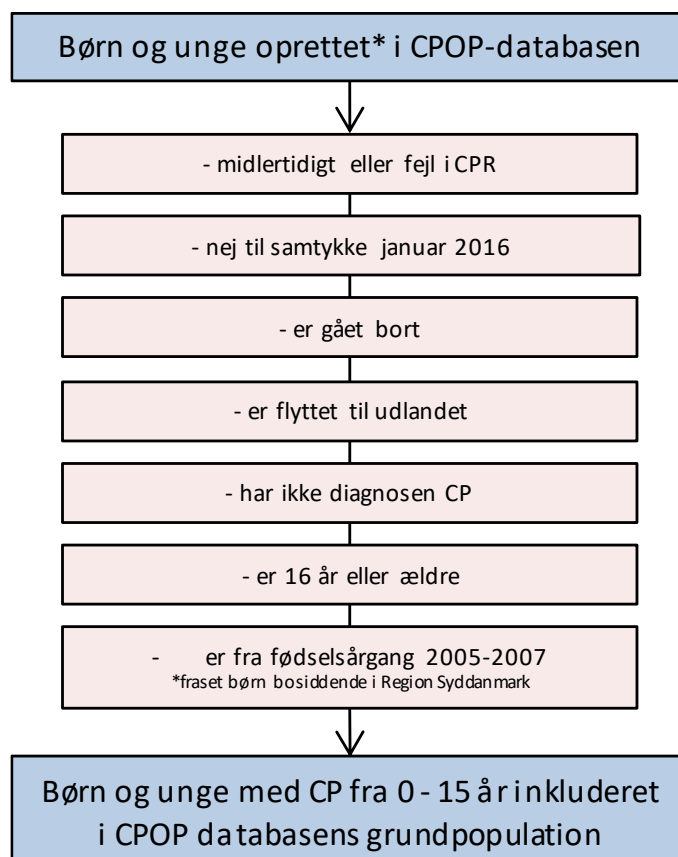 Børn og unge oprettet* i CPOP-databasen
- midlertidigt eller fejl i CPR
- nej til samtykke januar 2016
- er gået bort
- er flyttet til udlandet
- har ikke diagnosen CP
- er 16 år eller ældre
- er fra fødselsårgang 2005-2007
*fraset børn bosiddende i Region Syddanmark
Børn og unge med CP fra 0 - 15 år inkluderet
i CPOP databasens grundpopulation